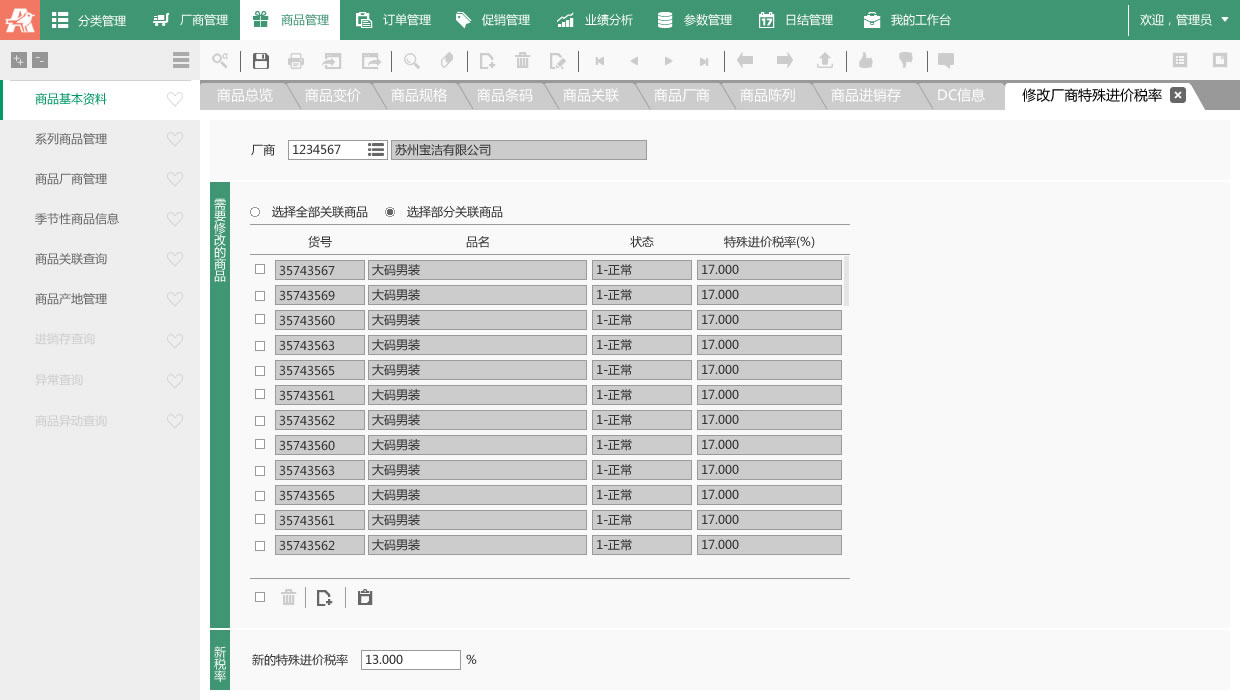 分类管理 厂商管理 商品管理 订单管理 促销管理 业绩分析 参数管理 17 日结管理 我的工作台 欢迎，管理员
商品总览 商品变价 商品规格 商品条码 商品关联 商品厂商 商品陈列 商品进销存 DC信息 修改厂商特殊进价税率
商品基本资料
系列商品管理
商品厂商管理
季节性商品信息
商品关联查询
商品产地管理
进销存查询
异常查询
商品异动查询
厂商 1234567 苏州宝洁有限公司
需要修改的商品
选择全部关联商品 选择部分关联商品
货号 品名 状态 特殊进价税率(%)
35743567 大码男装 1-正常 17.000
35743569 大码男装 1-正常 17.000
35743560 大码男装 1-正常 17.000
35743563 大码男装 1-正常 17.000
35743565 大码男装 1-正常 17.000
35743561 大码男装 1-正常 17.000
35743562 大码男装 1-正常 17.000
35743560 大码男装 1-正常 17.000
35743563 大码男装 1-正常 17.000
35743565 大码男装 1-正常 17.000
35743561 大码男装 1-正常 17.000
35743562 大码男装 1-正常 17.000
新税率
新的特殊进价税率 13.000 %